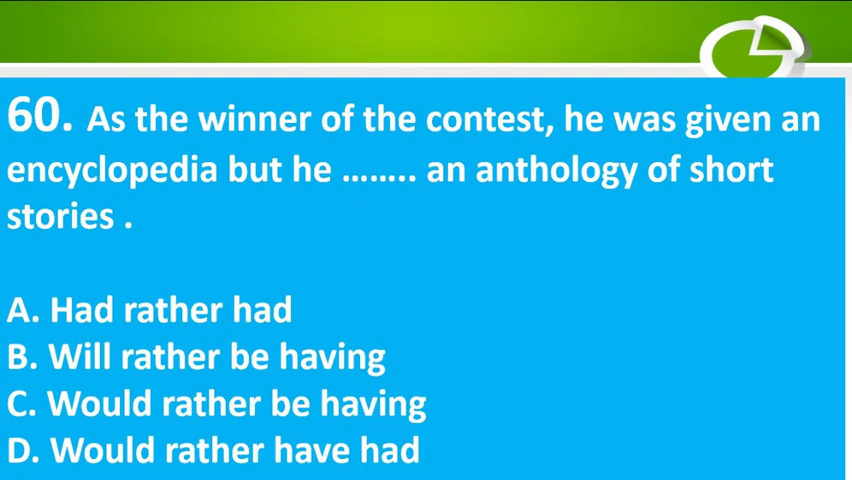 60. As the winner of the contest, he was given an
encyclopedia but he …….. an anthology of short
stories .
A. Had rather had
B. Will rather be having
C. Would rather be having
D. Would rather have had